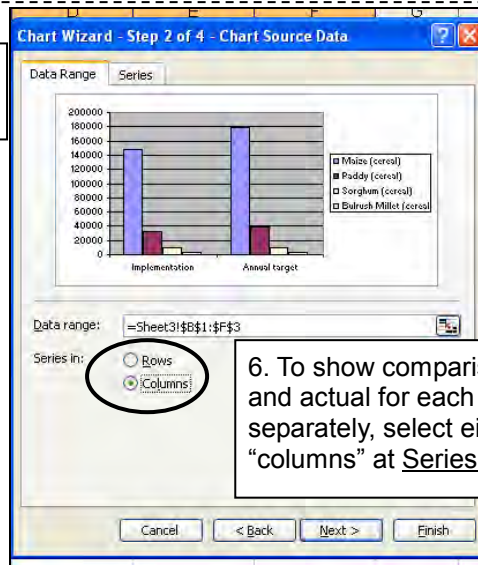 D E F G
Chart Wizard - Step 2 of 4 - Chart Source Data
Data Range Series
200000
180000
160000
140000
120000
100000
80000
60000
40000
20000
0
Implementation Annual target
Maize (cereal)
Paddy (cereal)
Sorghum (cereal)
Bulrush Millet (cereal
Data range: =Sheet3!$B$1:$F$3
Series in: Rows
Columns
6. To show comparis
and actual for each
separately, select ei
"columns" at Series
Cancel < Back Next > Finish